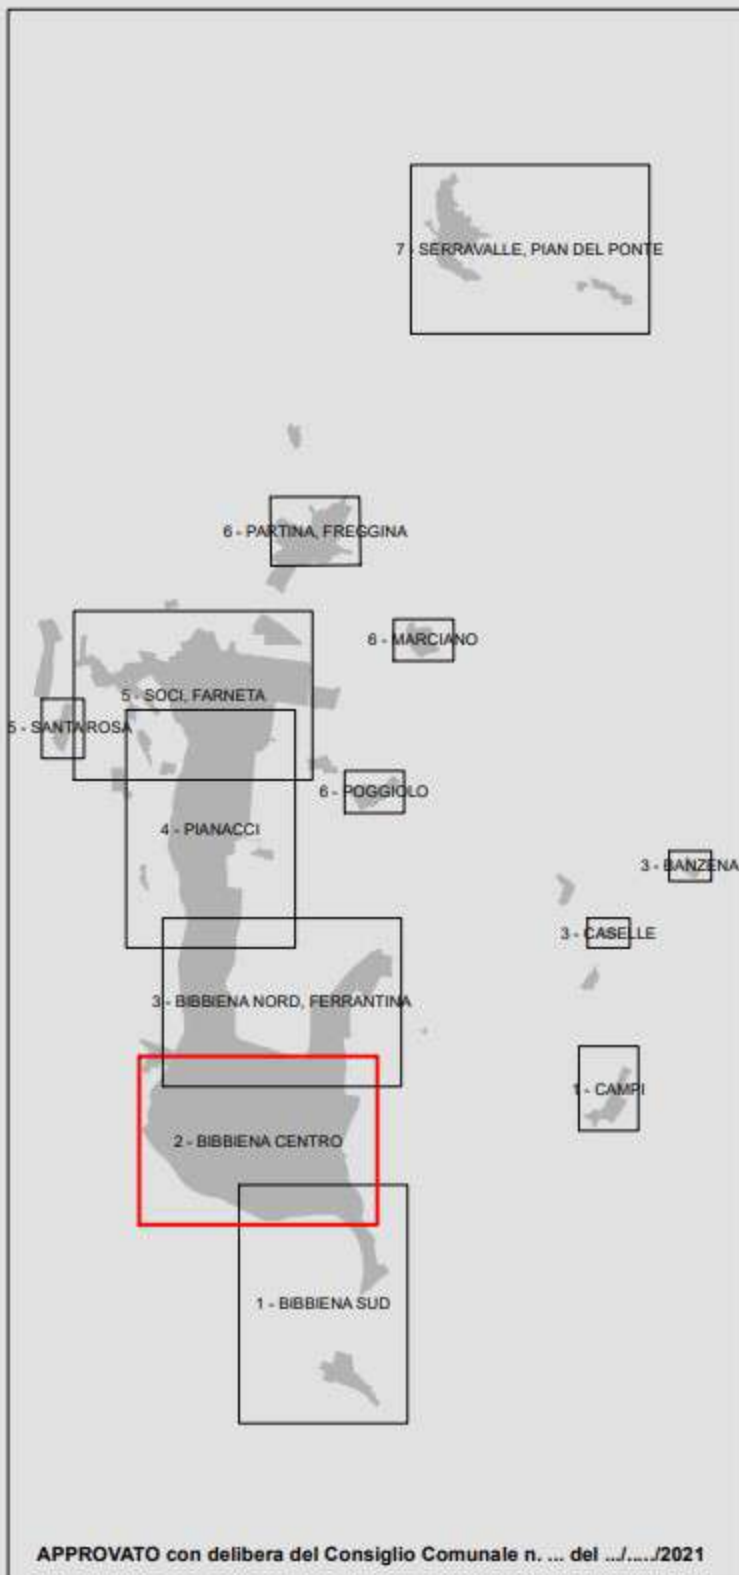 7 - SERRAVALLE, PIAN DEL PONTE
6 - PARTINA, FREGGINA
6 - MARCIANO
5 - SOCI, FARNETA
5 - SANTA ROSA
6 - POGGIOLO
4 - PIANACCI
3 - BANZENA
3 - CASELLE
3 - BIBBIENA NORD, FERRANTINA
1 - CAMPI
2 - BIBBIENA CENTRO
1 - BIBBIENA SUD
APPROVATO con delibera del Consiglio Comunale n. ... del .../...../2021